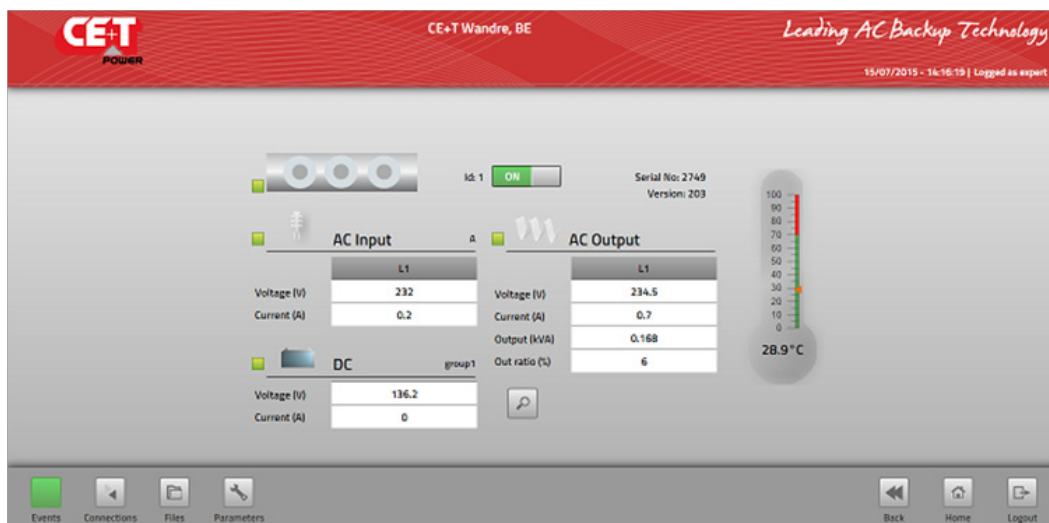 CE+T
POWER
CE+T Wandre, BE
Leading AC Backup Technology
15/07/2015 - 14:16:19 | Logged as expert
Id: 1 ON
Serial No: 2749
Version: 203
AC Input A
L1
Voltage (V) 232
Current (A) 0.2
DC group1
Voltage (V) 136.2
Current (A) 0
AC Output
L1
Voltage (V) 234.5
Current (A) 0.7
Output (kVA) 0.168
Out ratio (%) 6
100
90
80
70
60
50
40
30
20
10
0
28.9°C
Events Connections Files Parameters Back Home Logout